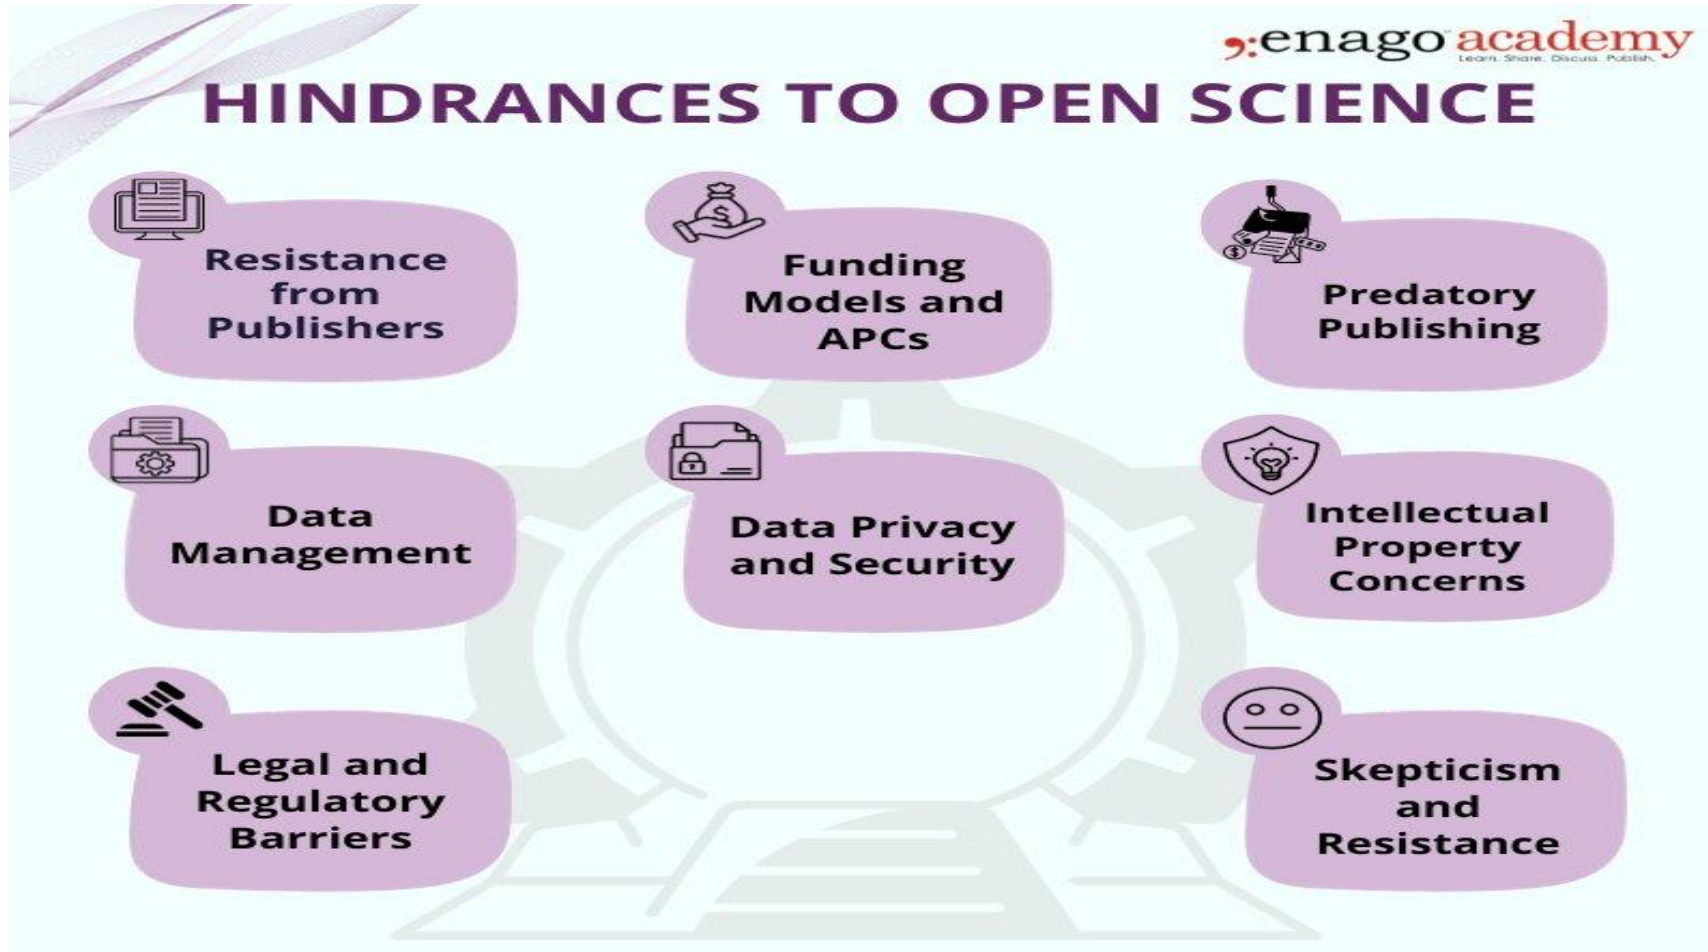 enago academy
Learn. Share. Discuss. Publish.
HINDRANCES TO OPEN SCIENCE
Resistance
from
Publishers
Funding
Models and
APCs
Predatory
Publishing
Data
Management
Data Privacy
and Security
Intellectual
Property
Concerns
Legal and
Regulatory
Barriers
Skepticism
and
Resistance